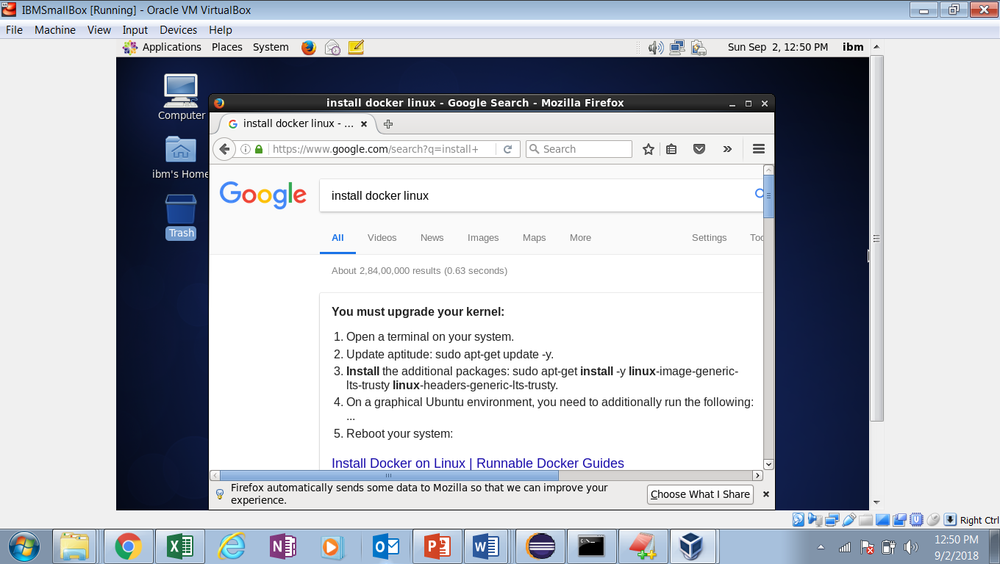 IBMSmallBox [Running] - Oracle VM VirtualBox
File Machine View Input Devices Help
Applications Places System Sun Sep 2, 12:50 PM ibm
Computer
ibm's Home
Trash
install docker linux - Google Search - Mozilla Firefox
install docker linux - ...
https://www.google.com/search?q=install+ Search
Google
install docker linux
All Videos News Images Maps More Settings Too
About 2,84,00,000 results (0.63 seconds)
You must upgrade your kernel:
1. Open a terminal on your system.
2. Update aptitude: sudo apt-get update -y.
3. Install the additional packages: sudo apt-get install -y linux-image-generic-
lts-trusty linux-headers-generic-lts-trusty.
4. On a graphical Ubuntu environment, you need to additionally run the following:
...
5. Reboot your system:
Install Docker on Linux | Runnable Docker Guides
Firefox automatically sends some data to Mozilla so that we can improve your
experience.
Choose What I Share
Right Ctrl
12:50 PM
9/2/2018